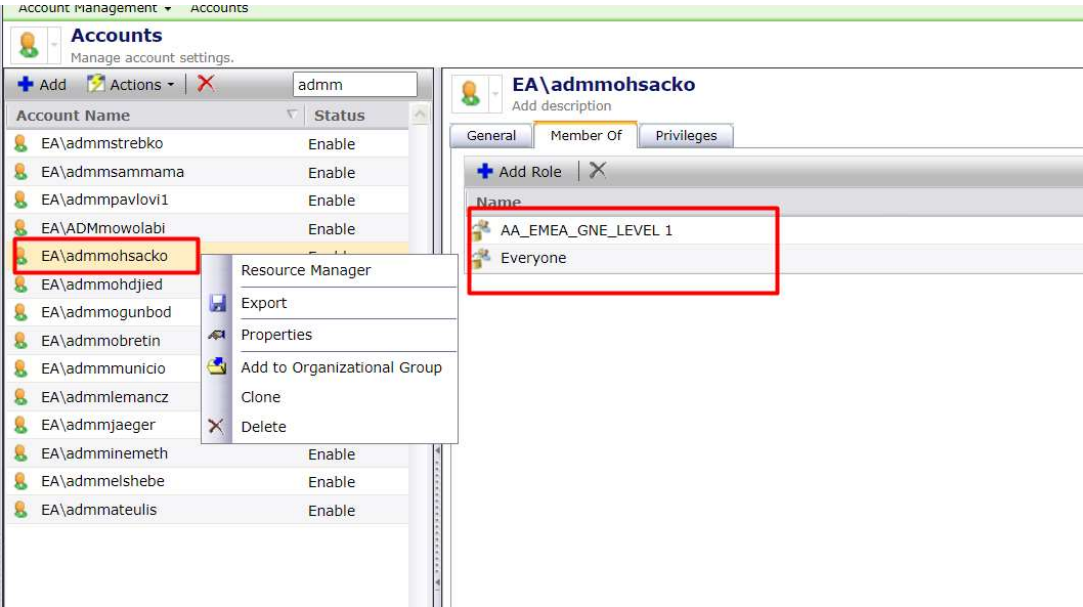 Account Management Accounts
Accounts
Manage account settings.
Add Actions admm
Account Name Status
EA\admmstrebko Enable
EA\admmsammama Enable
EA\admmpavlovi1 Enable
EA\ADMmowolabi Enable
EA\admmohsacko
EA\admmohdjied
EA\admmogunbod
EA\admmobretin
EA\admmmunicio
EA\admmlemancz
EA\admmjaeger
EA\admminemeth Enable
EA\admmelshebe Enable
EA\admmateulis Enable
Resource Manager
Export
Properties
Add to Organizational Group
Clone
Delete
EA\admmohsacko
Add description
General Member Of Privileges
Add Role
Name
AA_EMEA_GNE_LEVEL 1
Everyone